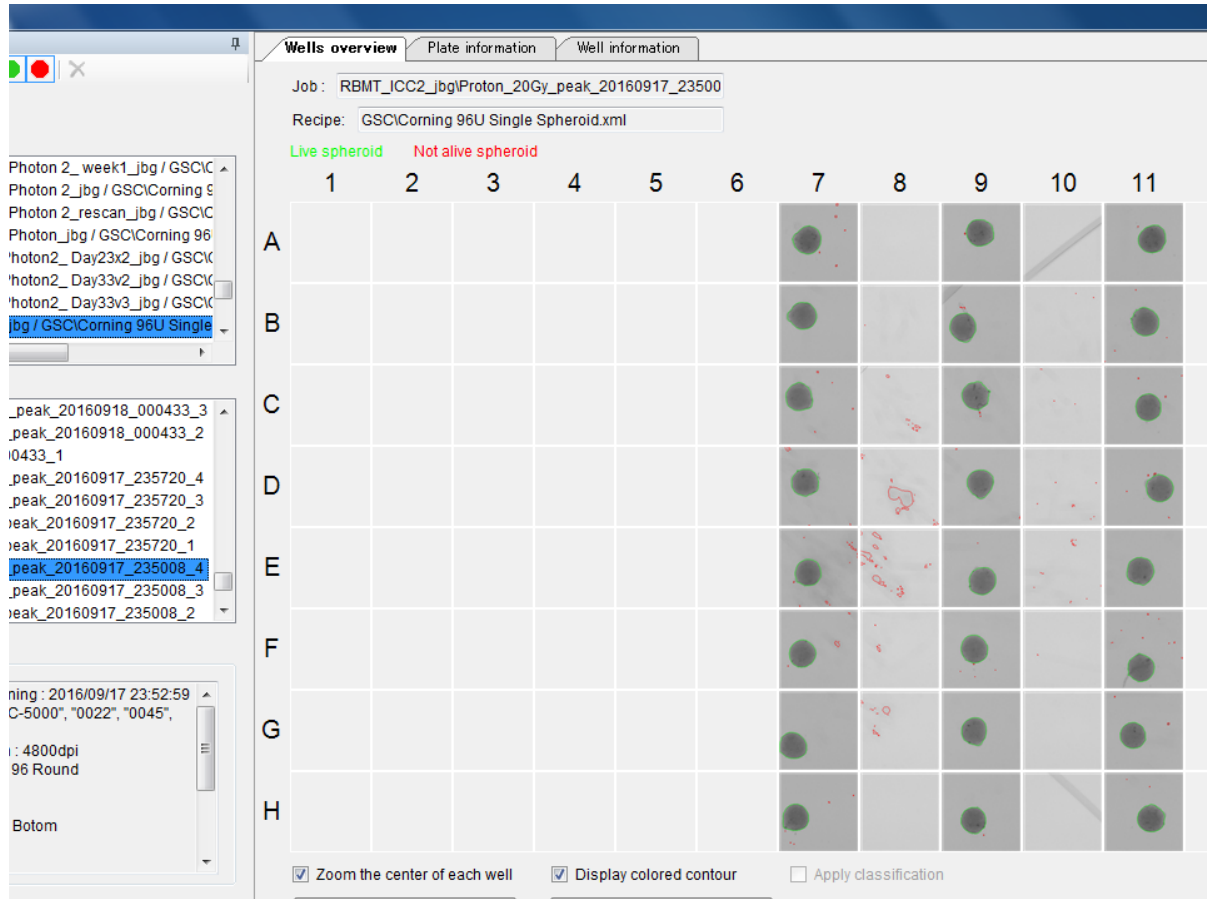 Wells overview Plate information Well information
Job : RBMT_ICC2_jbg\Proton_20Gy_peak_20160917_23500
Recipe: GSC\Corning 96U Single Spheroid.xml
Live spheroid Not alive spheroid
1 2 3 4 5 6 7 8 9 10 11
A
B
C
D
E
F
G
H
Zoom the center of each well Display colored contour Apply classification
Photon 2_ week1_jbg / GSC\C
Photon 2_jbg / GSC\Corning 9
Photon 2_rescan_jbg / GSC\C
Photon_jbg / GSC\Corning 96
hoton2_ Day23x2_jbg / GSC\C
hoton2_ Day33v2_jbg / GSC\C
hoton2_ Day33v3_jbg / GSC\C
jbg / GSC\Corning 96U Single
_peak_20160918_000433_3
_peak_20160918_000433_2
00433_1
_peak_20160917_235720_4
_peak_20160917_235720_3
peak_20160917_235720_2
peak_20160917_235720_1
_peak_20160917_235008_4
_peak_20160917_235008_3
peak_20160917_235008_2
ning : 2016/09/17 23:52:59
C-5000", "0022", "0045",
: 4800dpi
96 Round
Botom